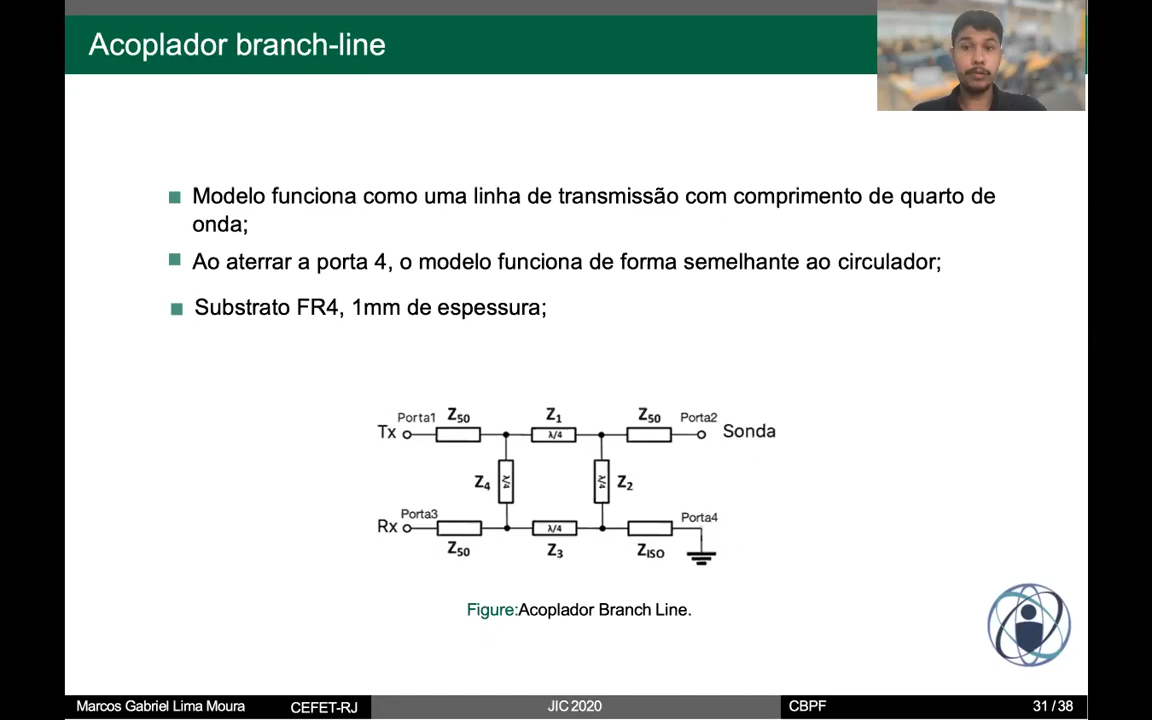 Acoplador branch-line
Modelo funciona como uma linha de transmissão com comprimento de quarto de
onda;
Ao aterrar a porta 4, o modelo funciona de forma semelhante ao circulador;
Substrato FR4, 1mm de espessura;
Porta1 Z50 Z1 Z50 Porta2
Tx λ/4 Sonda
Z4 λ/4 λ/4 Z2
Porta3 Porta4
Rx λ/4
Z50 Z3 ZISO
Figure:Acoplador Branch Line.
Marcos Gabriel Lima Moura CEFET-RJ JIC 2020 CBPF 31 / 38